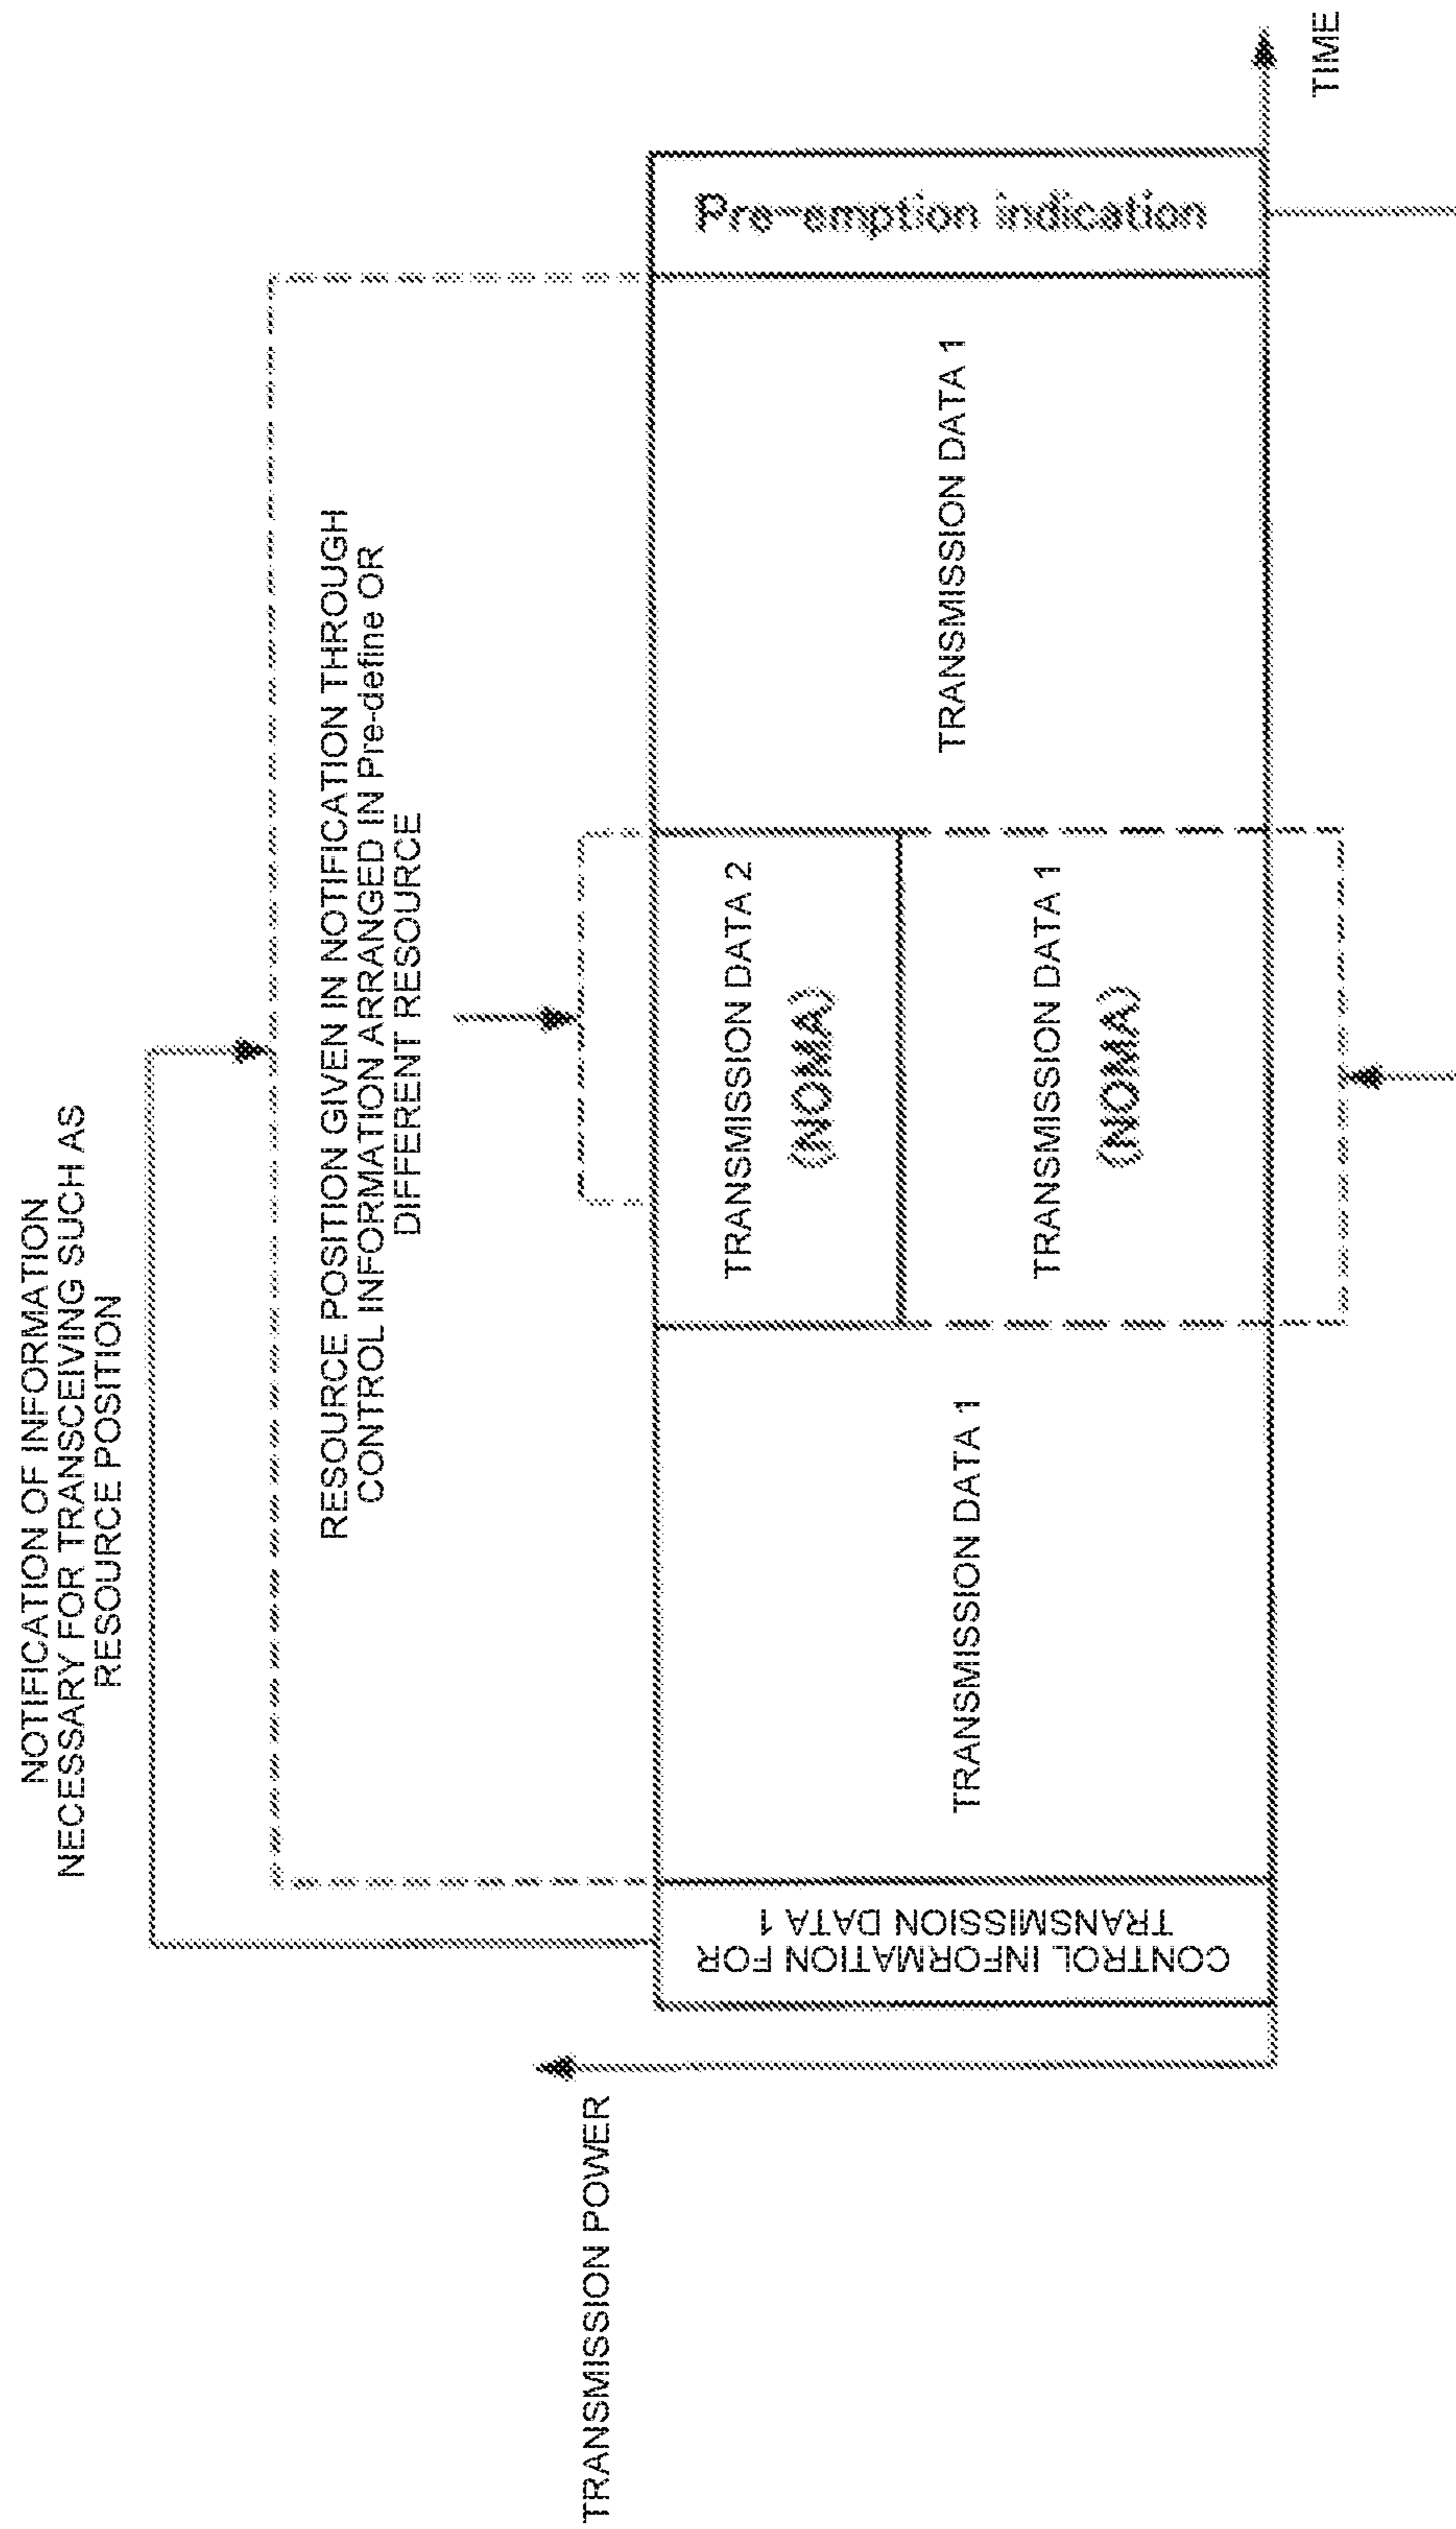 NOTIFICATION OF INFORMATION
NECESSARY FOR TRANSCEIVING SUCH AS
RESOURCE POSITION
RESOURCE POSITION GIVEN IN NOTIFICATION THROUGH
CONTROL INFORMATION ARRANGED IN Pre-define OR
DIFFERENT RESOURCE
TRANSMISSION POWER
CONTROL INFORMATION FOR
TRANSMISSION DATA 1
TRANSMISSION DATA 1
TRANSMISSION DATA 2
(NOMA)
TRANSMISSION DATA 1
(NOMA)
TRANSMISSION DATA 1
Pre-emption indication
TIME